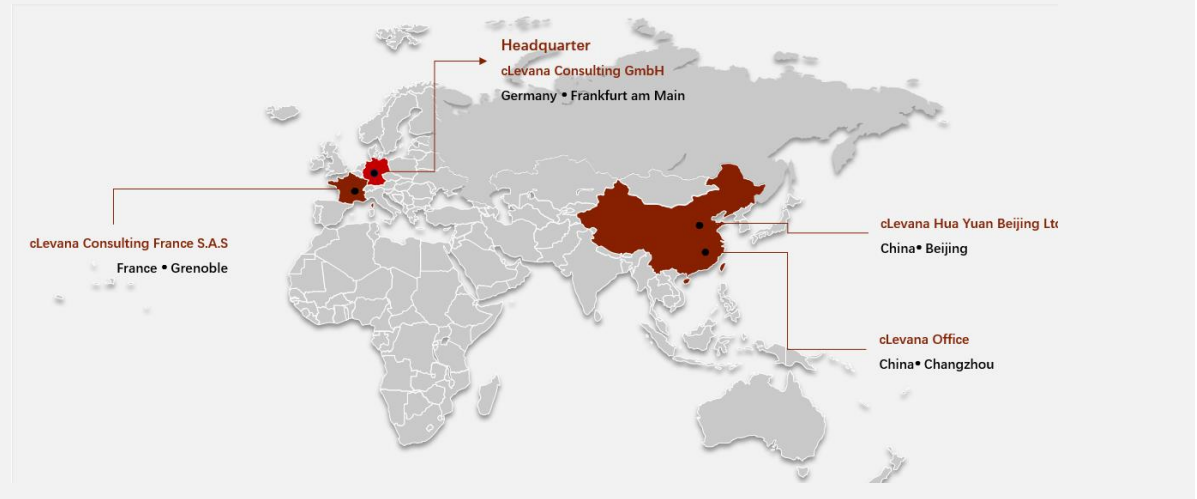 Headquarter
cLevana Consulting GmbH
Germany • Frankfurt am Main
cLevana Consulting France S.A.S
France • Grenoble
cLevana Hua Yuan Beijing Ltd
China• Beijing
cLevana Office
China• Changzhou